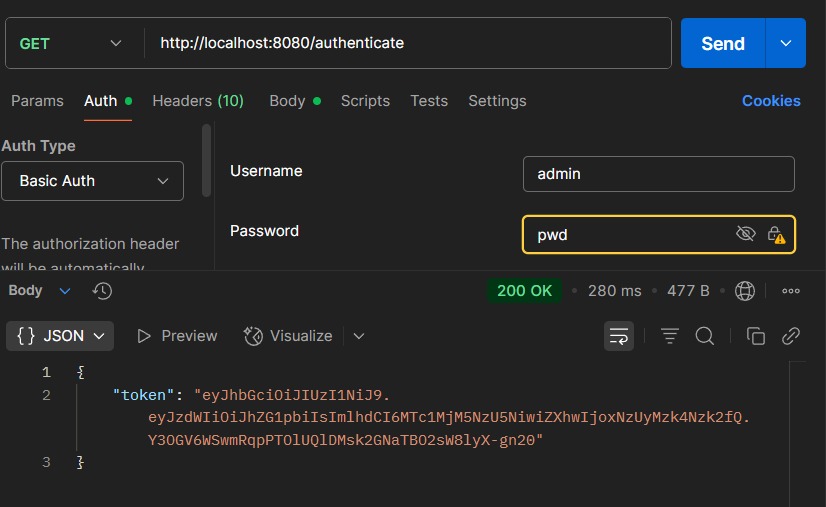 GET http://localhost:8080/authenticate Send
Params Auth Headers (10) Body Scripts Tests Settings Cookies
Auth Type
Basic Auth
The authorization header
will be automatically
Username admin
Password pwd
Body 200 OK 280 ms 477 B
{} JSON Preview Visualize
1 {
2 "token": "eyJhbGciOiJIUzI1NiJ9.
eyJzdWIiOiJhZG1pbiIsImlhdCI6MTc1MjM5NzU5NiwiZXhwIjoxNzUyMzk4Nzk2fQ.
Y3OGV6WSwmRqpPTOlUQlDMsk2GNaTBO2sW8lyX-gn20"
3 }